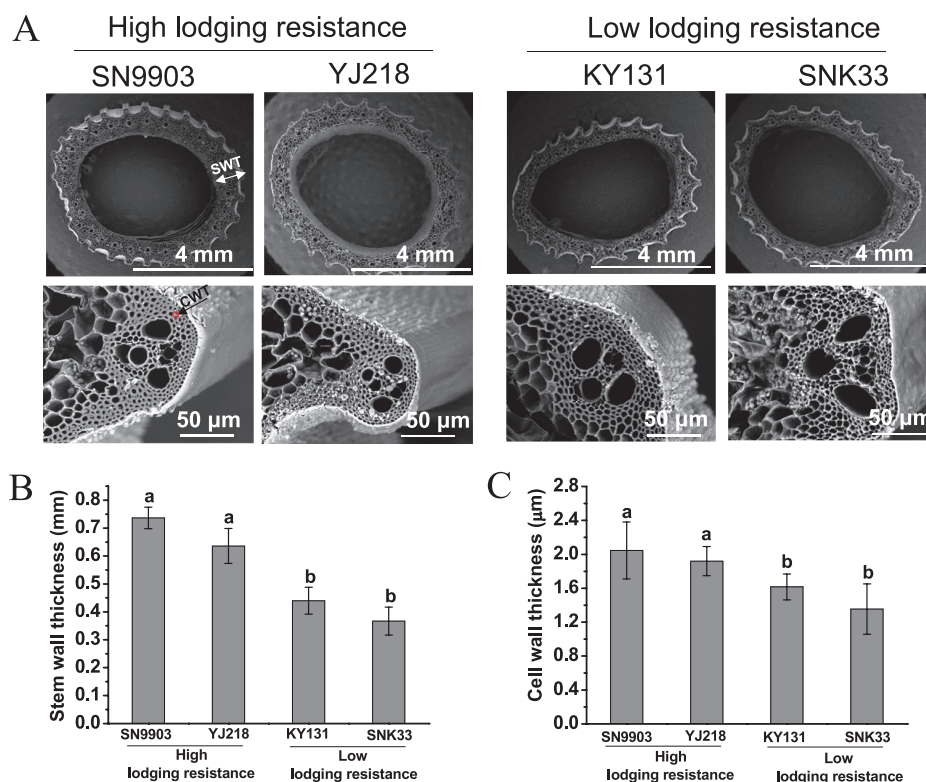 A
High lodging resistance
Low lodging resistance
SN9903
YJ218
KY131
SNK33
SWT
4 mm
4 mm
4 mm
4 mm
CWT
50 μm
50 μm
50 μm
50 μm
B
Stem wall thickness (mm)
0.8
0.7
0.6
0.5
0.4
0.3
0.2
0.1
0.0
a
a
b
b
SN9903
YJ218
KY131
SNK33
High
lodging resistance
Low
lodging resistance
C
Cell wall thickness (μm)
2.8
2.4
2.0
1.6
1.2
0.8
0.4
0.0
a
a
b
b
SN9903
YJ218
KY131
SNK33
High
lodging resistance
Low
lodging resistance